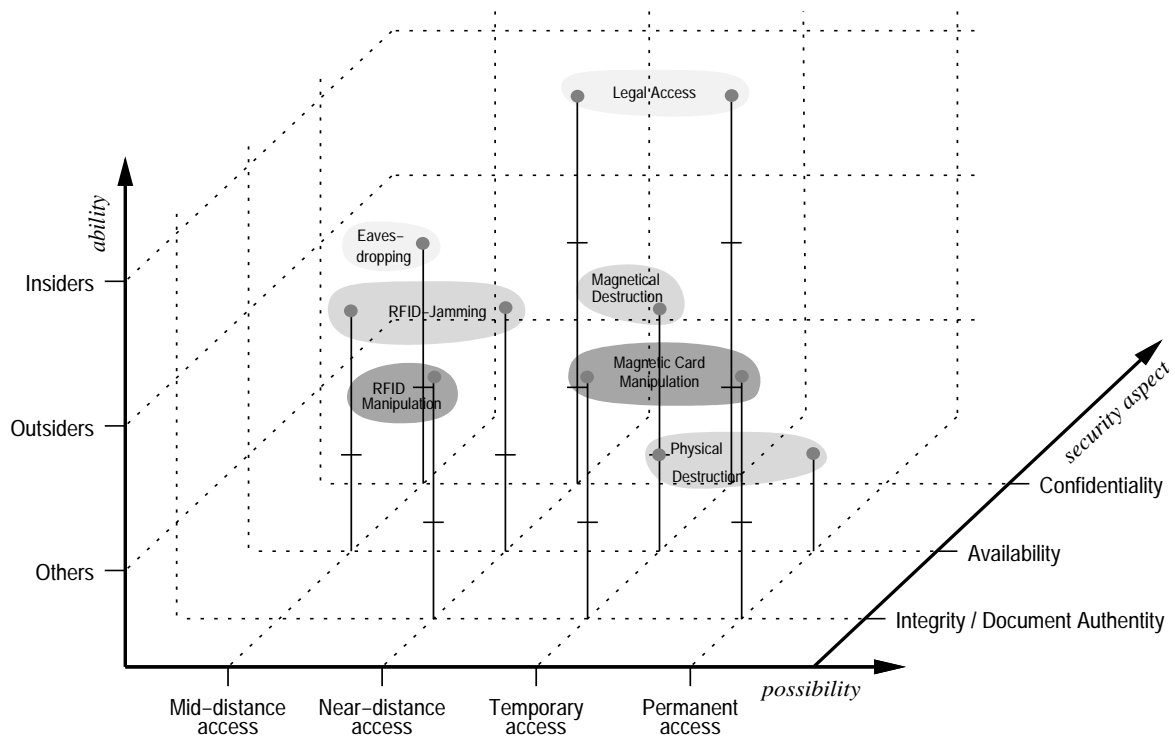 Legal Access
ability
Eaves–
dropping
Insiders
Magnetical
Destruction
RFID–Jamming
Magnetic Card
Manipulation
RFID
Manipulation
security aspect
Outsiders
Physical
Destruction
Confidentiality
Availability
Others
Integrity / Document Authentity
possibility
Mid–distance
access
Near–distance
access
Temporary
access
Permanent
access